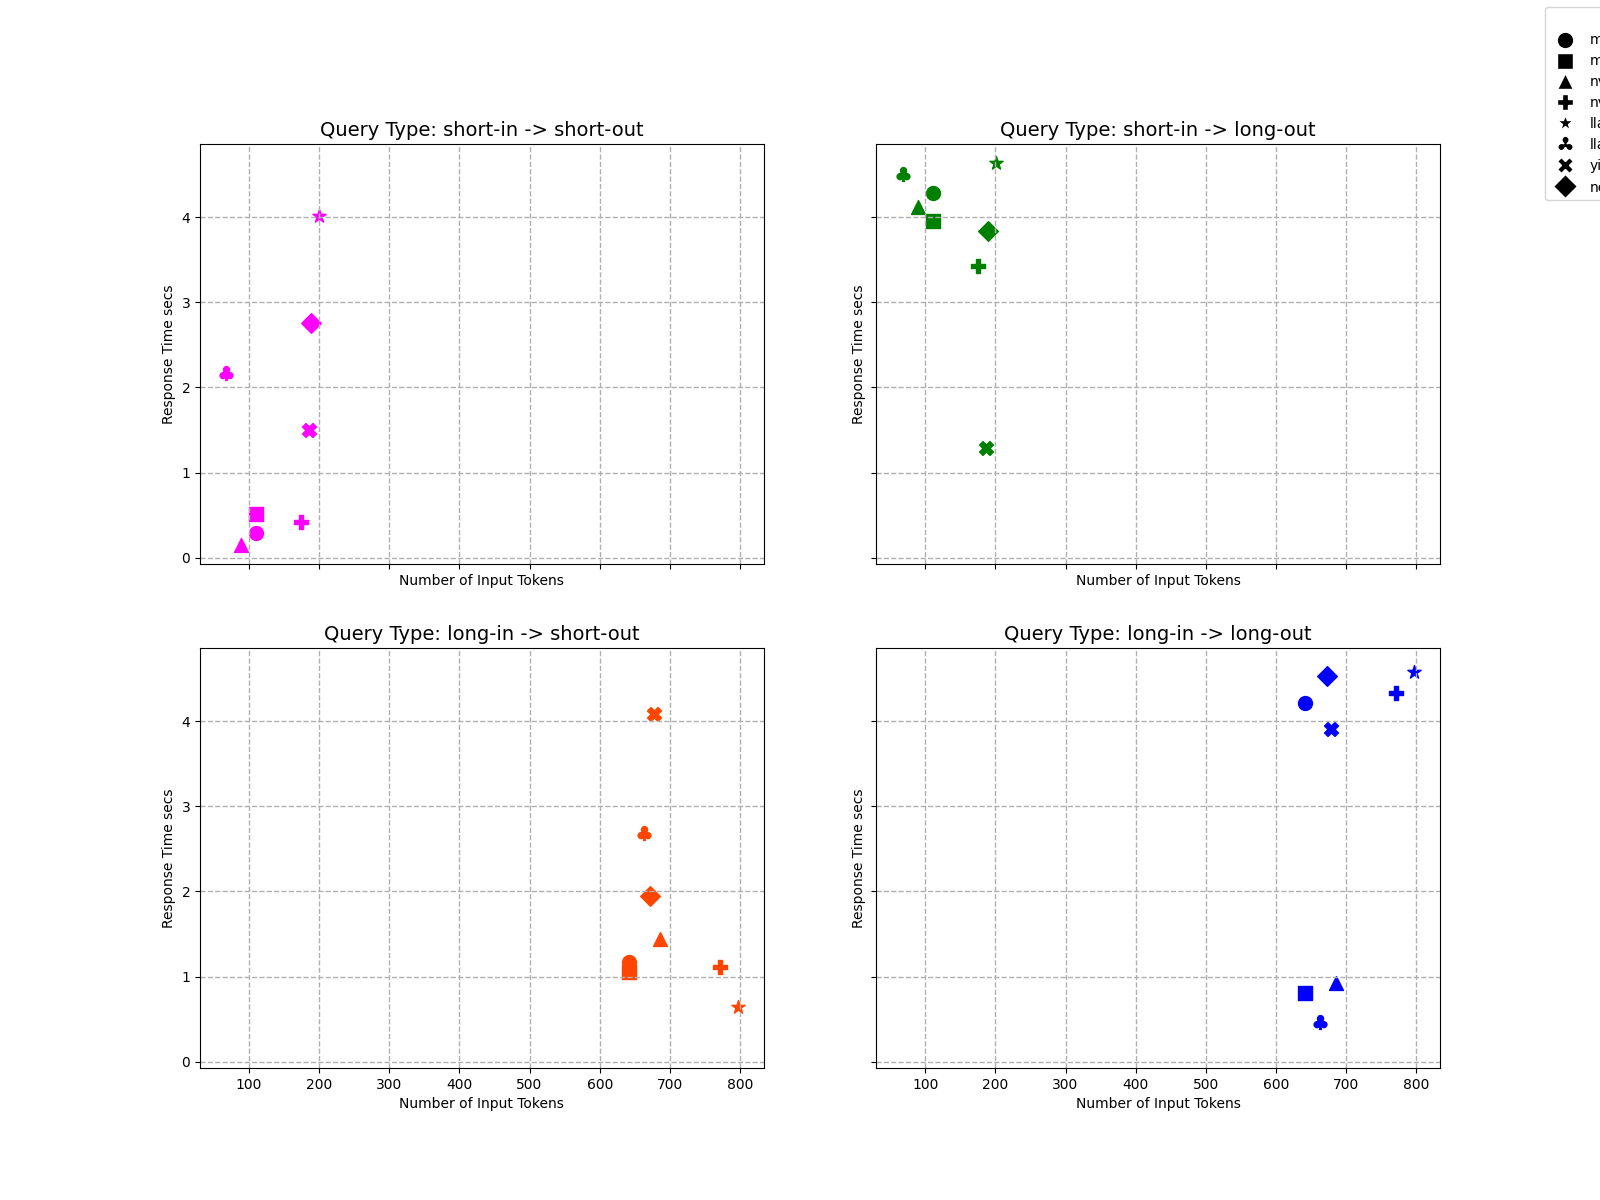 Query Type: short-in -> short-out
Response Time secs
4
3
2
1
0
Number of Input Tokens
Query Type: short-in -> long-out
Response Time secs
Number of Input Tokens
Query Type: long-in -> short-out
Response Time secs
4
3
2
1
0
100 200 300 400 500 600 700 800
Number of Input Tokens
Query Type: long-in -> long-out
Response Time secs
100 200 300 400 500 600 700 800
Number of Input Tokens